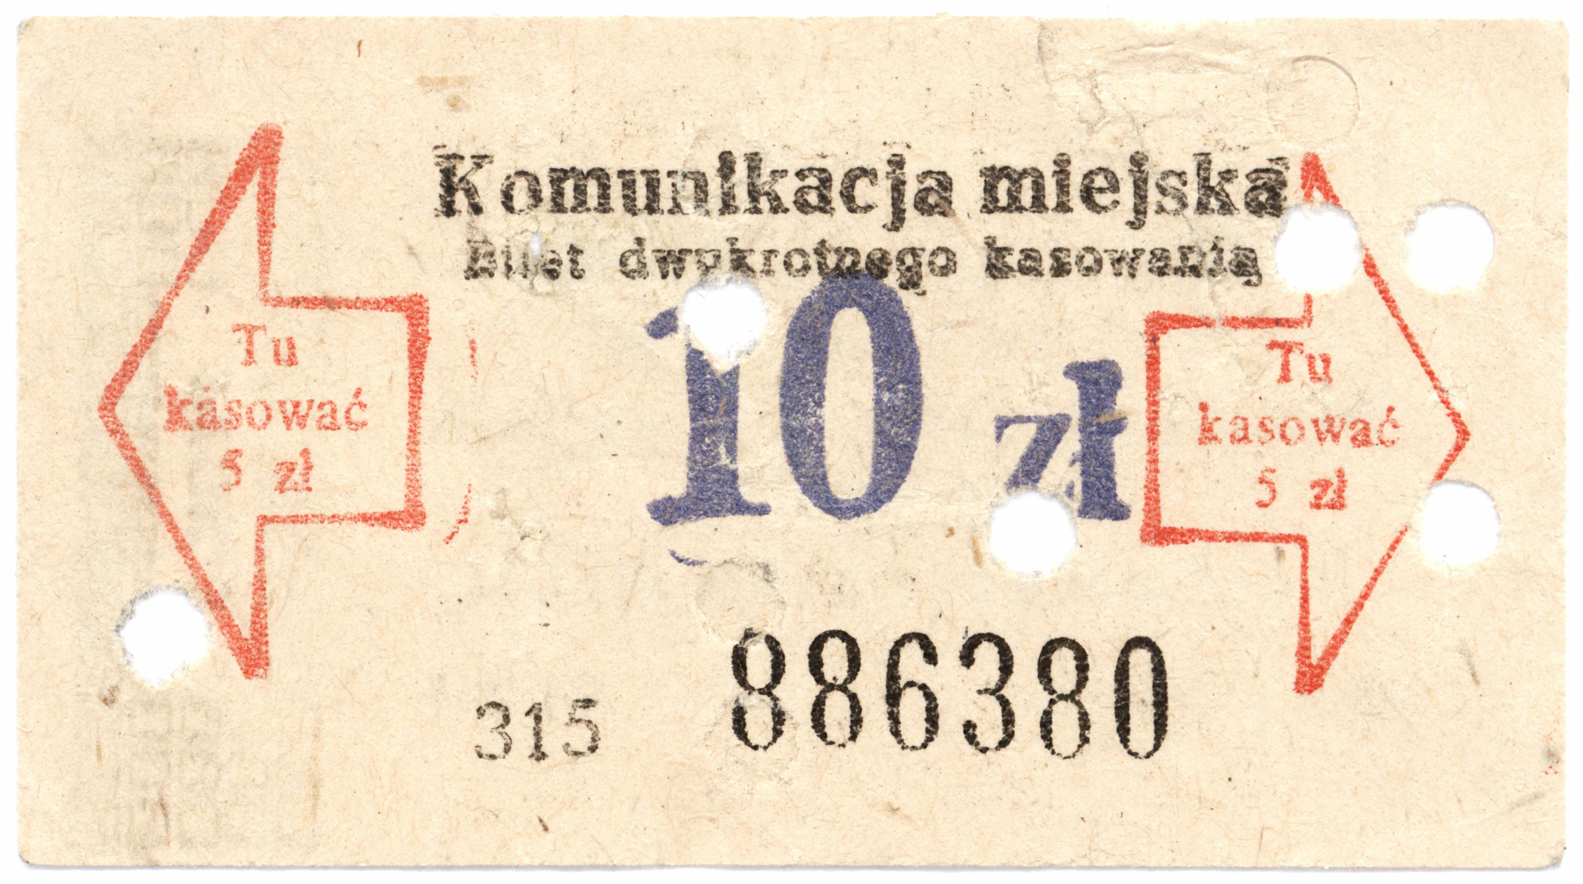 Komunikacja miejska
Bilet dwukrotnego kasowania
10 zł
Tu
kasować
5 zł
Tu
kasować
5 zł
315
886380